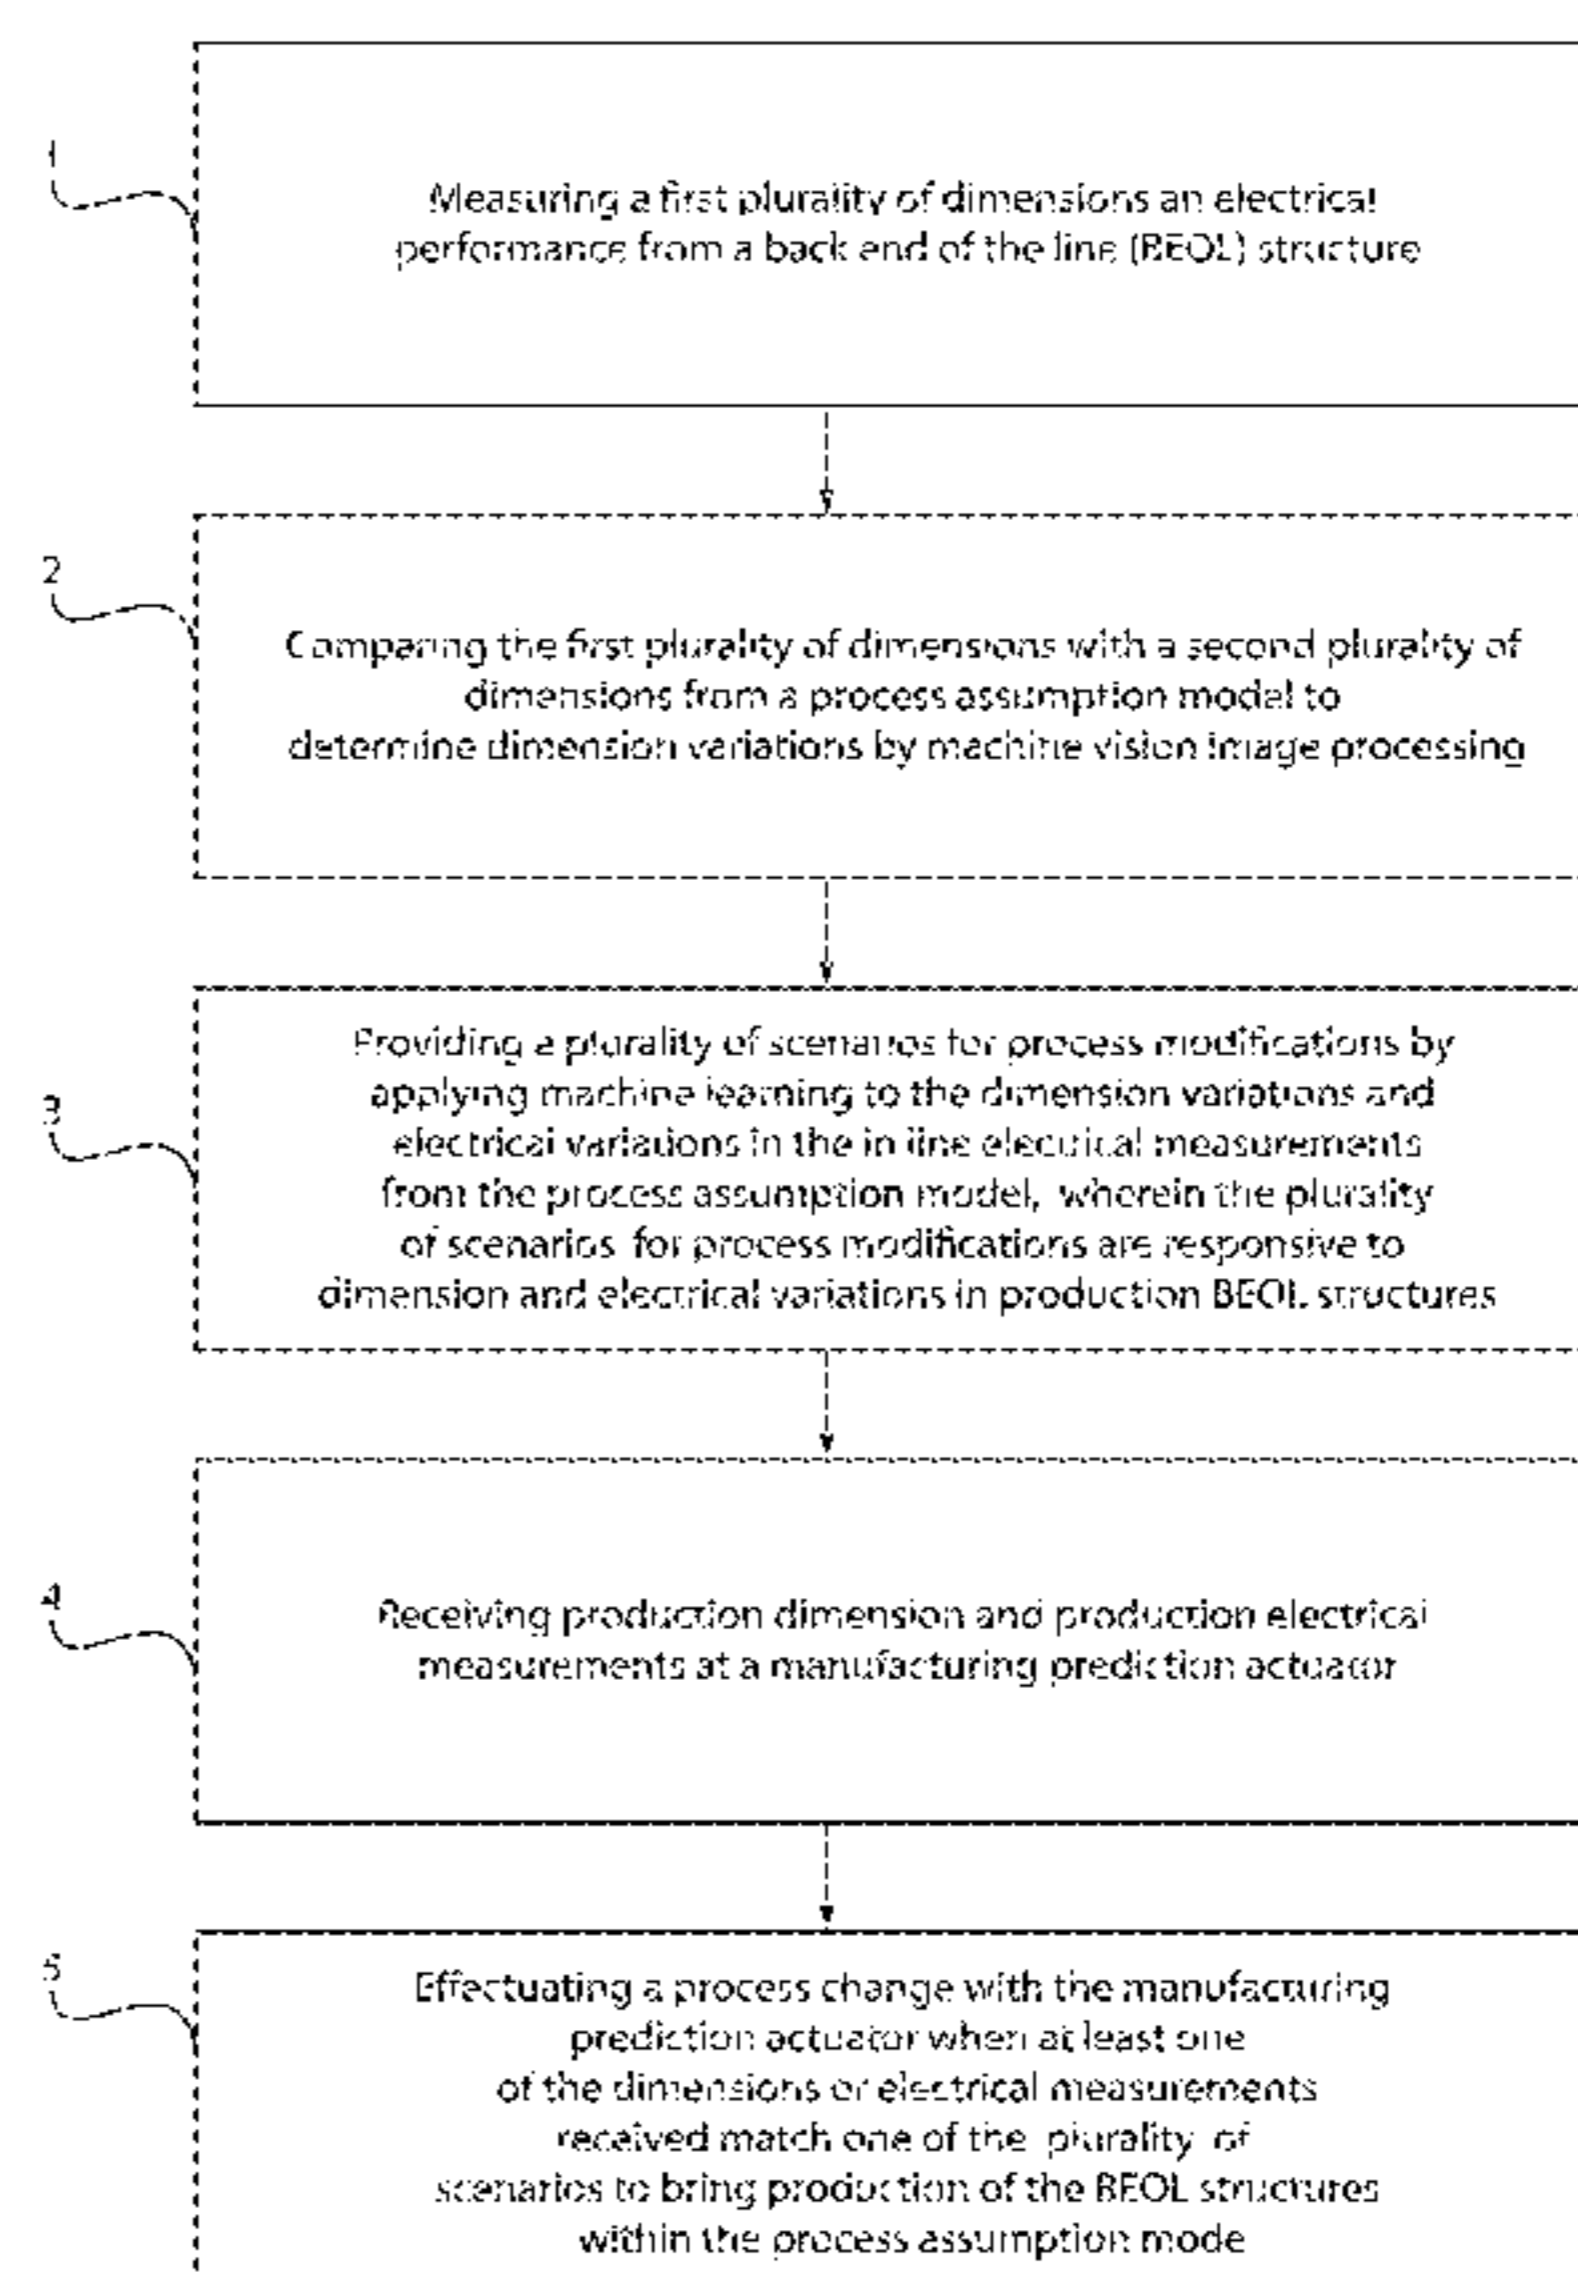 1
Measuring a first plurality of dimensions an electrical
performance from a back end of the line (BEOL) structure
2
Comparing the first plurality of dimensions with a second plurality of
dimensions from a process assumption model to
determine dimension variations by machine vision image processing
3
Providing a plurality of scenarios for process modifications by
applying machine learning to the dimension variations and
electrical variations in the in line electrical measurements
from the process assumption model, wherein the plurality
of scenarios for process modifications are responsive to
dimension and electrical variations in production BEOL structures
4
Receiving production dimension and production electrical
measurements at a manufacturing prediction actuator
5
Effectuating a process change with the manufacturing
prediction actuator when at least one
of the dimensions or electrical measurements
received match one of the plurality of
scenarios to bring production of the BEOL structures
within the process assumption mode